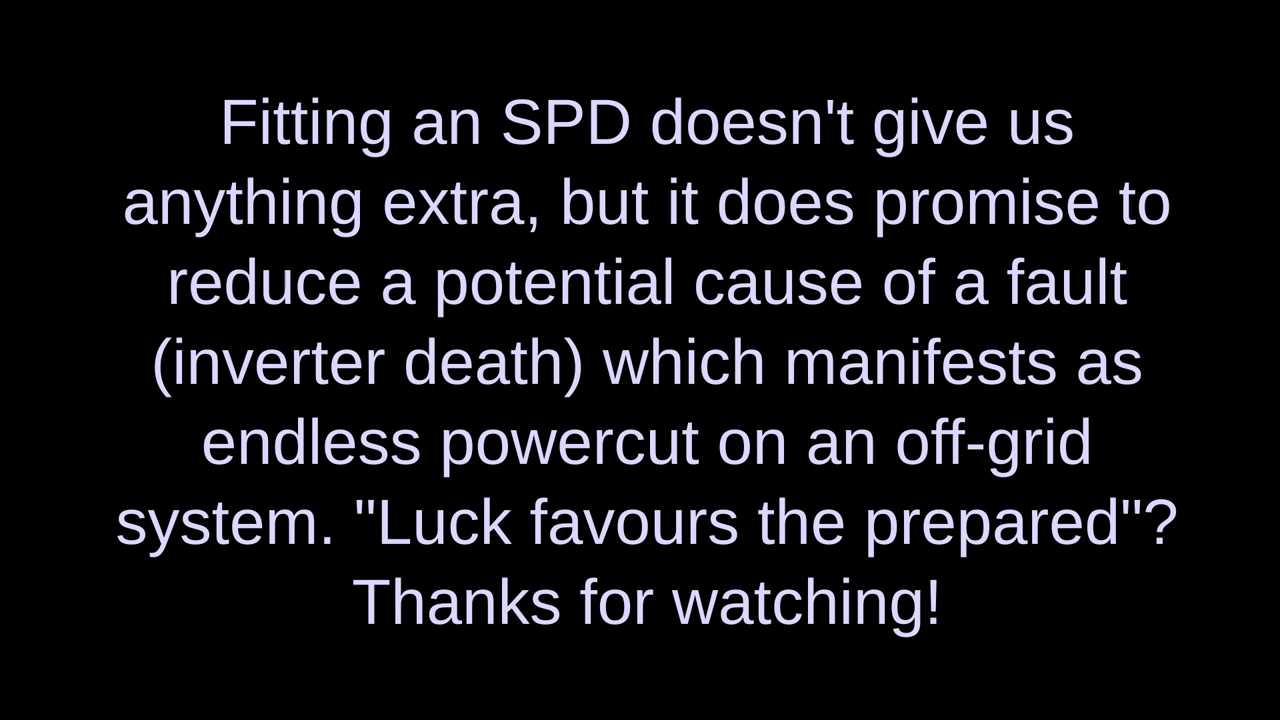 Fitting an SPD doesn't give us
anything extra, but it does promise to
reduce a potential cause of a fault
(inverter death) which manifests as
endless powercut on an off-grid
system. "Luck favours the prepared"?
Thanks for watching!